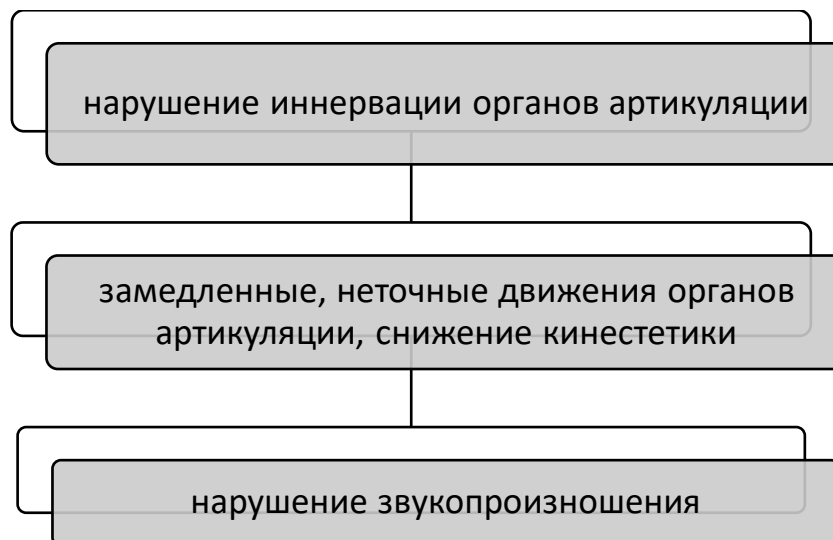 нарушение иннервации органов артикуляции
замедленные, неточные движения органов
артикуляции, снижение кинестетики
нарушение звукопроизношения